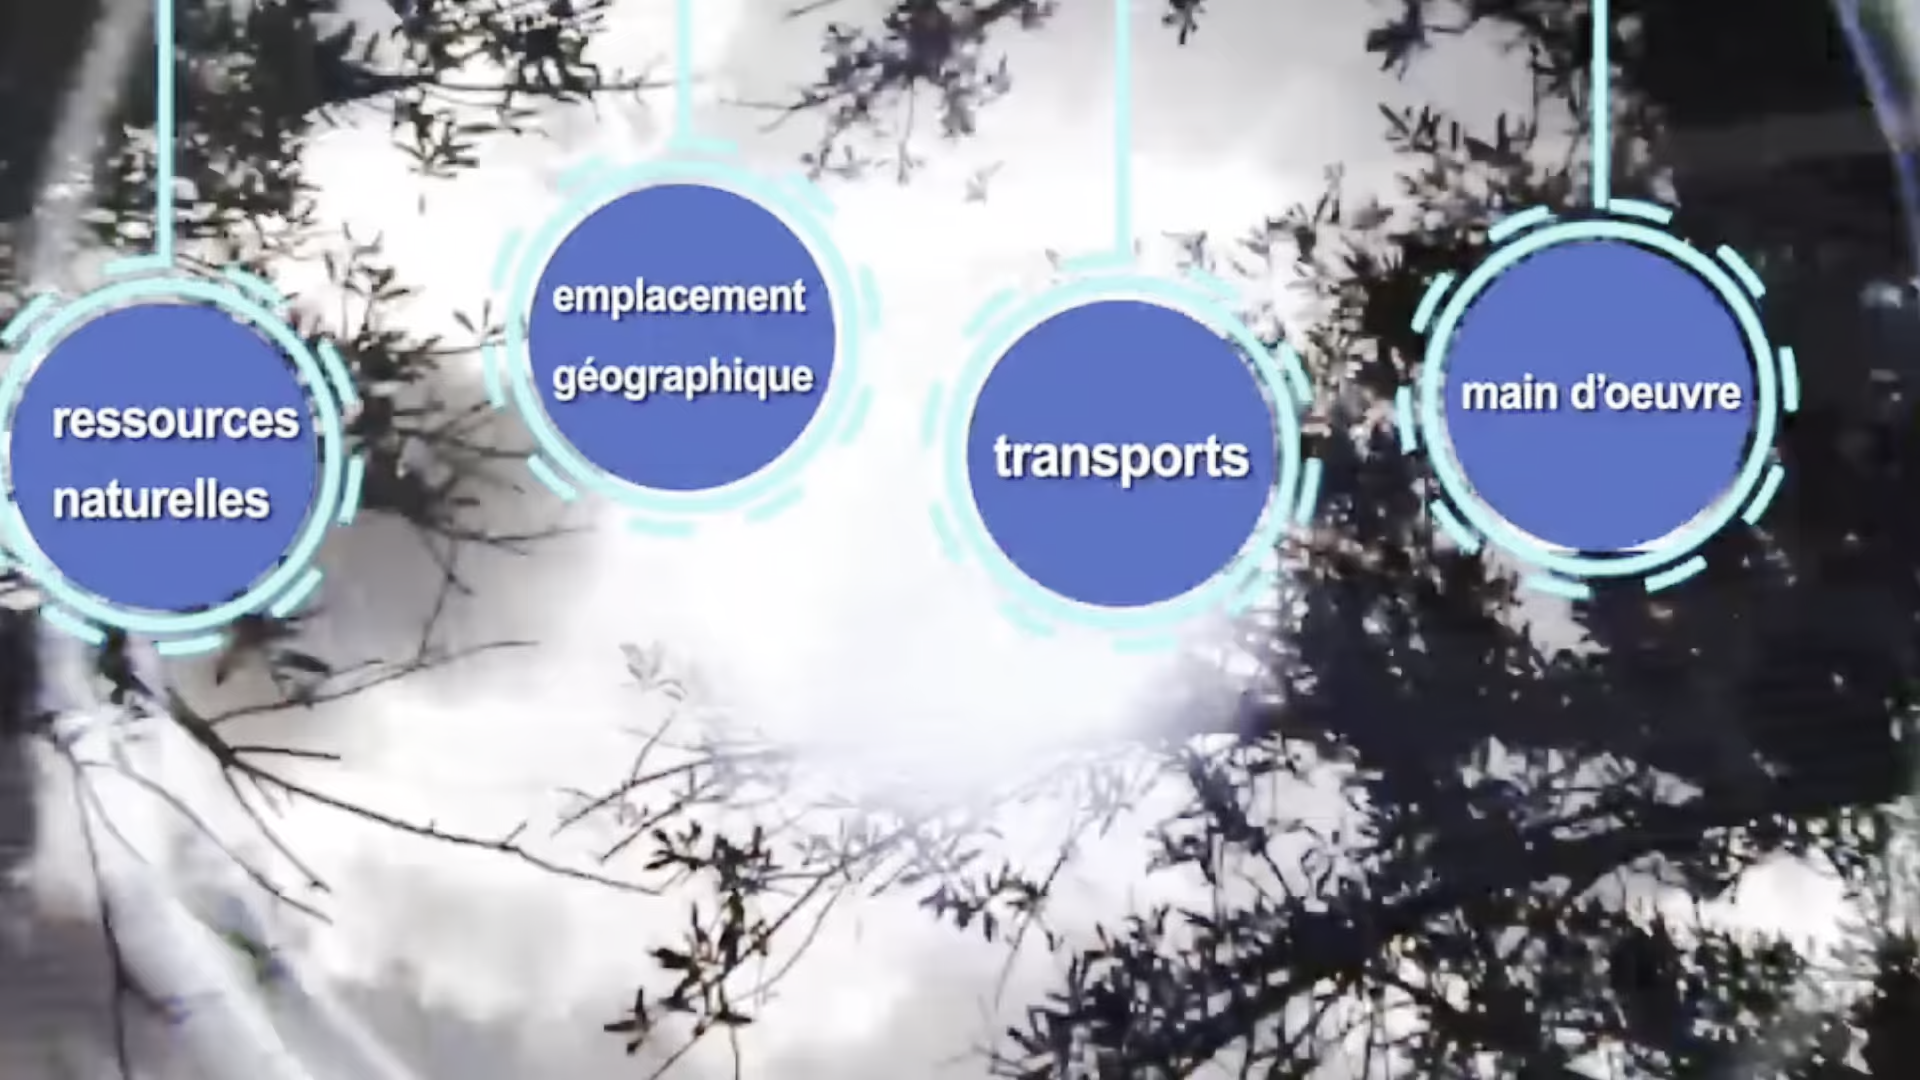 ressources
naturelles
emplacement
géographique
transports
main d’oeuvre